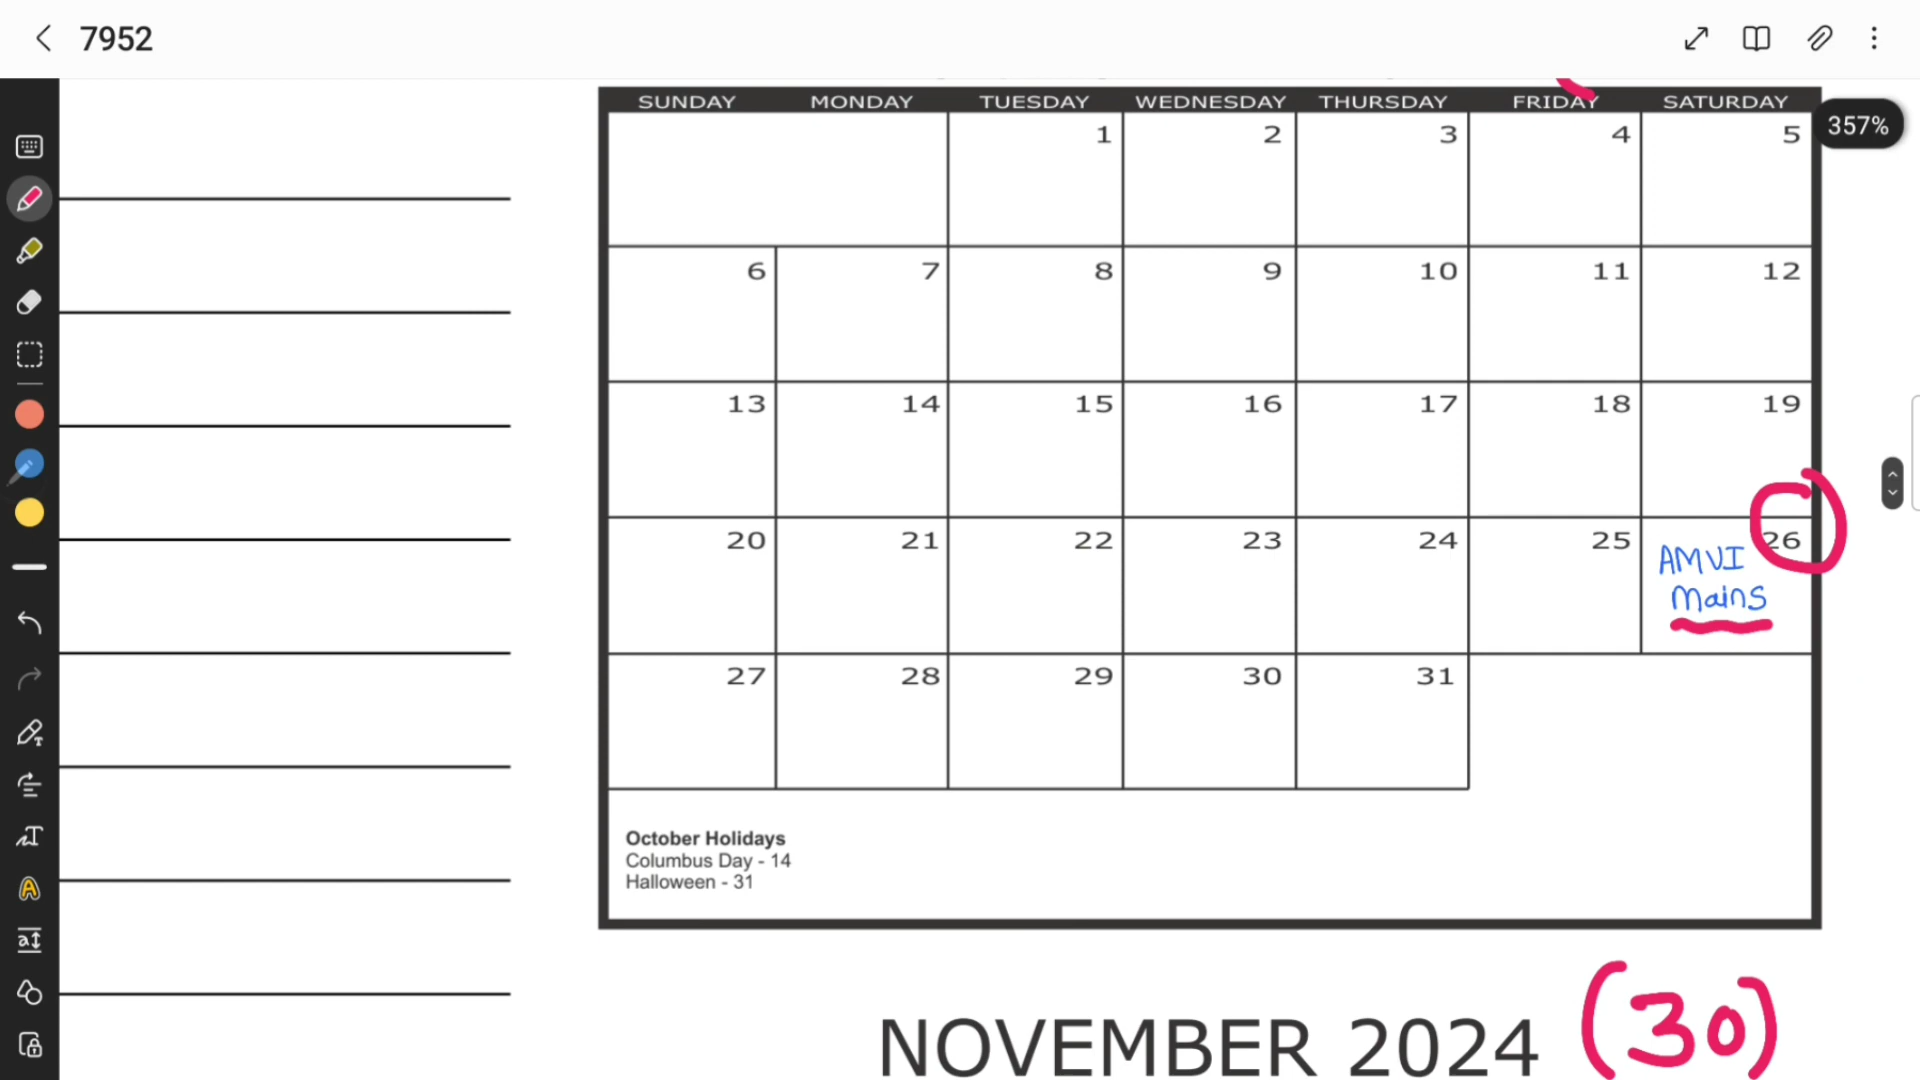 7952
SUNDAY MONDAY TUESDAY WEDNESDAY THURSDAY FRIDAY SATURDAY
357%
1 2 3 4 5
6 7 8 9 10 11 12
13 14 15 16 17 18 19
20 21 22 23 24 25 26
AMVI
Mains
27 28 29 30 31
October Holidays
Columbus Day - 14
Halloween - 31
NOVEMBER 2024 (30)